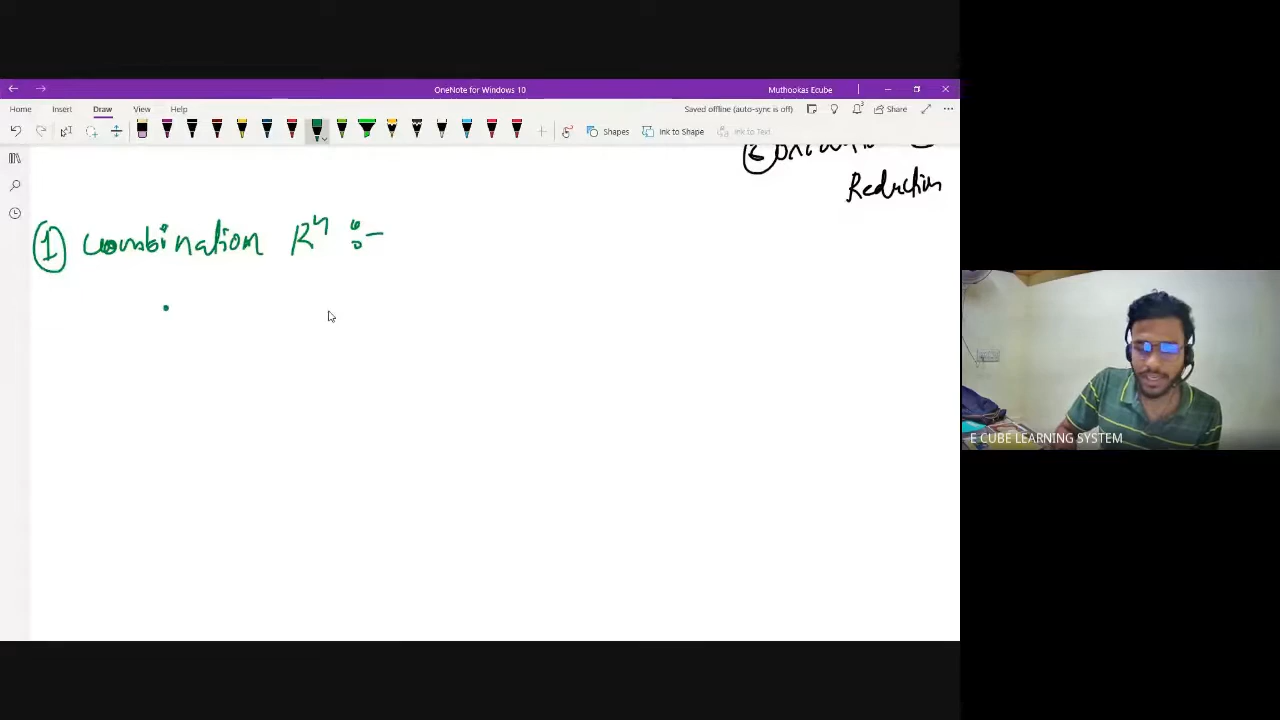 OneNote for Windows 10
Muthookas Ecube
Home Insert Draw View Help
Saved offline (auto-sync is off)
Share
Shapes
Ink to Shape
Ink to Text
Reduction
① combination Rⁿ :-
E CUBE LEARNING SYSTEM